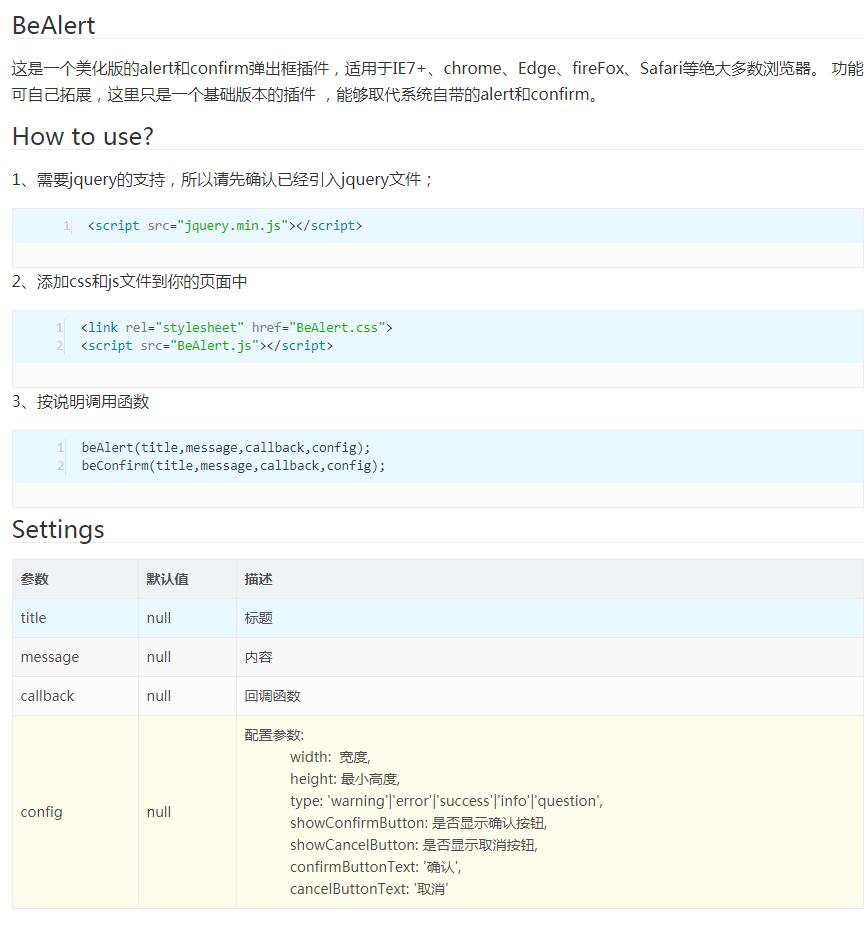 BeAlert
这是一个美化版的alert和confirm弹出框插件，适用于IE7+、chrome、Edge、fireFox、Safari等绝大多数浏览器。 功能
可自己拓展，这里只是一个基础版本的插件 ，能够取代系统自带的alert和confirm。
How to use?
1、需要jquery的支持，所以请先确认已经引入jquery文件；
1 <script src="jquery.min.js"></script>
2、添加css和js文件到你的页面中
1 <link rel="stylesheet" href="BeAlert.css">
2 <script src="BeAlert.js"></script>
3、按说明调用函数
1 beAlert(title,message,callback,config);
2 beConfirm(title,message,callback,config);
Settings
参数 默认值 描述
title null 标题
message null 内容
callback null 回调函数
config null 配置参数:
width: 宽度,
height: 最小高度,
type: 'warning'|'error'|'success'|'info'|'question',
showConfirmButton: 是否显示确认按钮,
showCancelButton: 是否显示取消按钮,
confirmButtonText: '确认',
cancelButtonText: '取消'